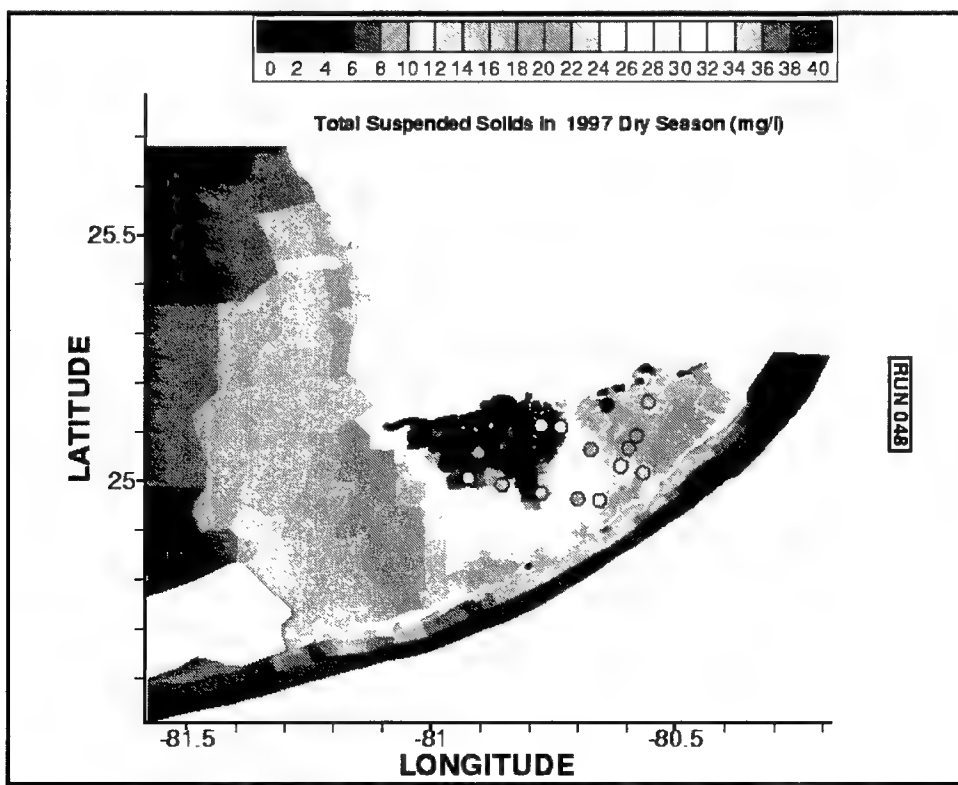 0 2 4 6 8 10 12 14 16 18 20 22 24 26 28 30 32 34 36 38 40
Total Suspended Solids in 1997 Dry Season (mg/l)
25.5
25
LATITUDE
RUN 048
-81.5 -81 -80.5
LONGITUDE